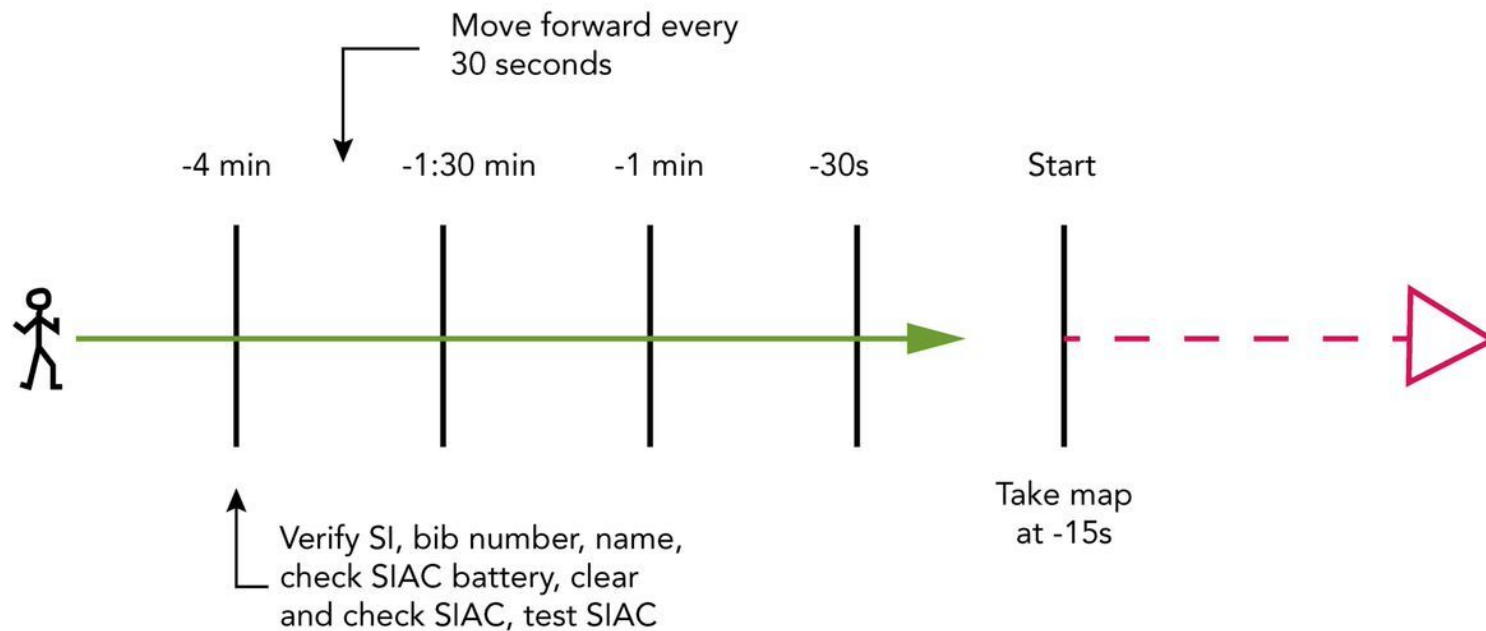 Move forward every
30 seconds
-4 min
-1:30 min
-1 min
-30s
Start
Take map
at -15s
Verify SI, bib number, name,
check SIAC battery, clear
and check SIAC, test SIAC